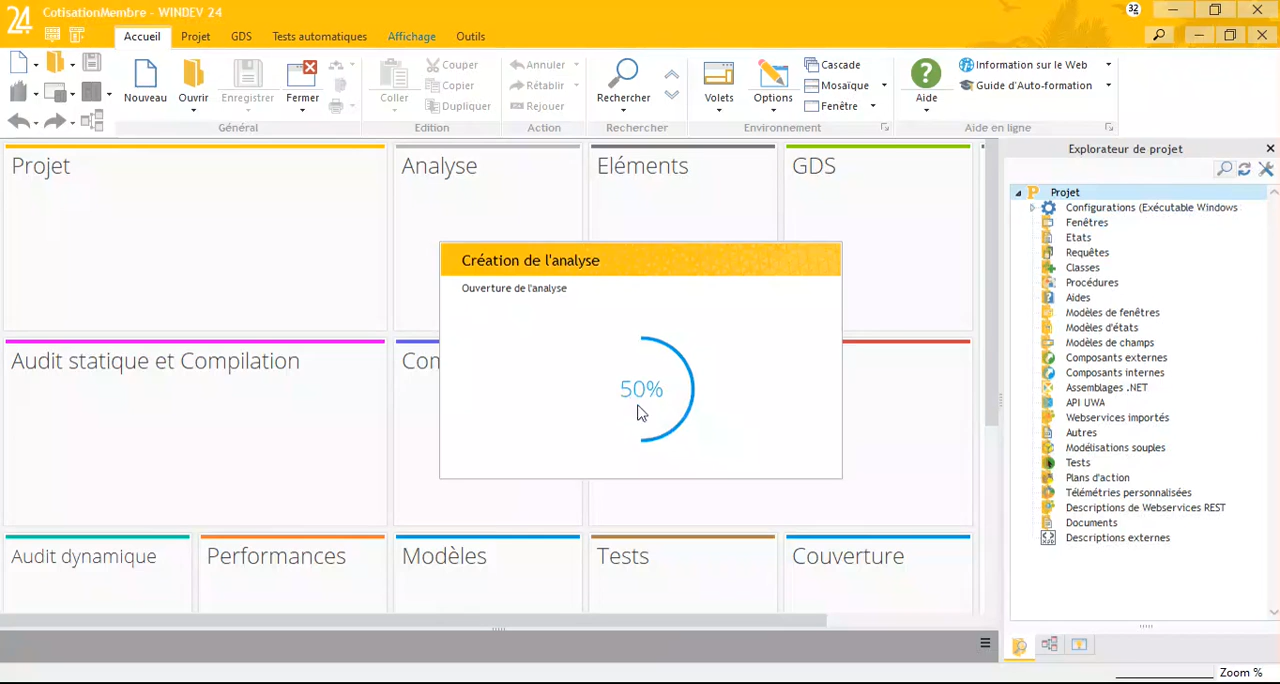 24 CotisationMembre - WINDEV 24 32
Accueil Projet GDS Tests automatiques Affichage Outils
Nouveau Ouvrir Enregistrer Fermer
Général
Coller Couper Copier Dupliquer
Edition
Annuler Rétablir Rejouer
Action
Rechercher
Rechercher
Volets Options Cascade Mosaïque Fenêtre
Environnement
Aide Information sur le Web Guide d'Auto-formation
Aide en ligne
Projet Analyse Eléments GDS
Création de l'analyse
Ouverture de l'analyse
50%
Audit statique et Compilation Com
Audit dynamique Performances Modèles Tests Couverture
Explorateur de projet
Projet
Configurations (Exécutable Windows
Fenêtres
Etats
Requêtes
Classes
Procédures
Aides
Modèles de fenêtres
Modèles d'états
Modèles de champs
Composants externes
Composants internes
Assemblages .NET
API UWA
Webservices importés
Autres
Modélisations souples
Tests
Plans d'action
Télémétries personnalisées
Descriptions de Webservices REST
Documents
Descriptions externes
Zoom %